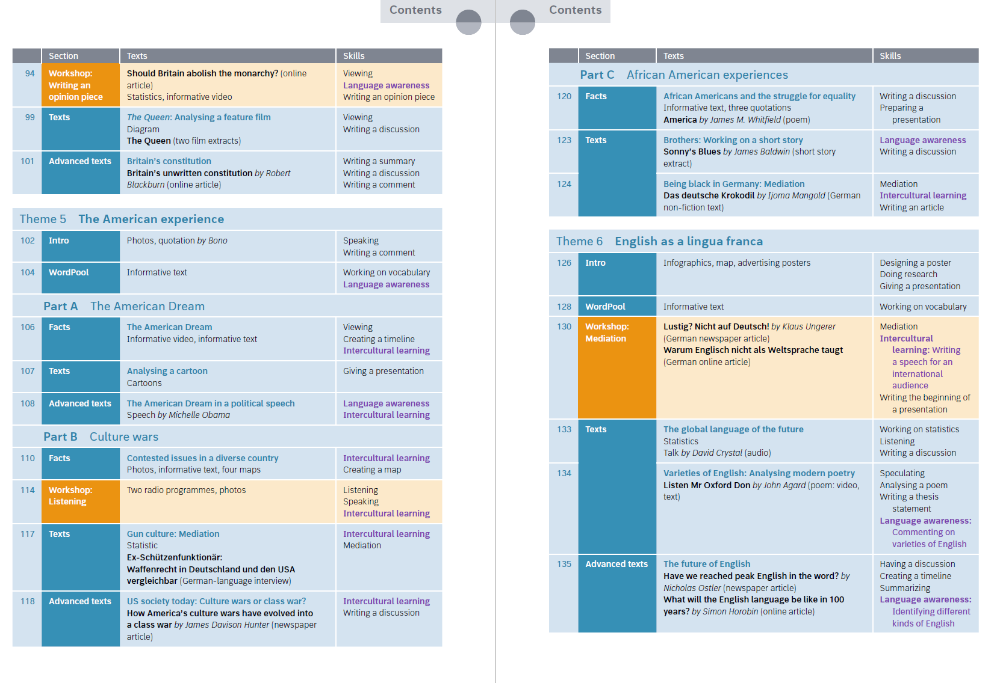 Contents
Section Texts Skills
94 Workshop: Should Britain abolish the monarchy? (online Viewing
Writing an article) Language awareness
opinion piece Statistics, informative video Writing an opinion piece
99 Texts The Queen: Analysing a feature film Viewing
Diagram Writing a discussion
The Queen (two film extracts)
101 Advanced texts Britain's constitution Writing a summary
Britain's unwritten constitution by Robert Writing a discussion
Blackburn (online article) Writing a comment
Theme 5 The American experience
102 Intro Photos, quotation by Bono Speaking
Writing a comment
104 WordPool Informative text Working on vocabulary
Language awareness
Part A The American Dream
106 Facts The American Dream Viewing
Informative video, informative text Creating a timeline
Intercultural learning
107 Texts Analysing a cartoon Giving a presentation
Cartoons
108 Advanced texts The American Dream in a political speech Language awareness
Speech by Michelle Obama Intercultural learning
Part B Culture wars
110 Facts Contested issues in a diverse country Intercultural learning
Photos, informative text, four maps Creating a map
114 Workshop: Two radio programmes, photos Listening
Listening Speaking
Intercultural learning
117 Texts Gun culture: Mediation Intercultural learning
Statistic Mediation
Ex-Schützenfunktionär:
Waffenrecht in Deutschland und den USA
vergleichbar (German-language interview)
118 Advanced texts US society today: Culture wars or class war? Intercultural learning
How America's culture wars have evolved into Writing a discussion
a class war by James Davison Hunter (newspaper
article)
Contents
Section Texts Skills
Part C African American experiences
120 Facts African Americans and the struggle for equality Writing a discussion
Informative text, three quotations Preparing a
America by James M. Whitfield (poem) presentation
123 Texts Brothers: Working on a short story Language awareness
Sonny's Blues by James Baldwin (short story Writing a discussion
extract)
124 Being black in Germany: Mediation Mediation
Das deutsche Krokodil by Ijoma Mangold (German Intercultural learning
non-fiction text) Writing an article
Theme 6 English as a lingua franca
126 Intro Infographics, map, advertising posters Designing a poster
Doing research
Giving a presentation
128 WordPool Informative text Working on vocabulary
130 Workshop: Lustig? Nicht auf Deutsch! by Klaus Ungerer Mediation
Mediation (German newspaper article) Intercultural
Warum Englisch nicht als Weltsprache taugt learning: Writing
(German online article) a speech for an
international
audience
Writing the beginning of
a presentation
133 Texts The global language of the future Working on statistics
Statistics Listening
Talk by David Crystal (audio) Writing a discussion
134 Varieties of English: Analysing modern poetry Speculating
Listen Mr Oxford Don by John Agard (poem: video, Analysing a poem
text) Writing a thesis
statement
Language awareness:
Commenting on
varieties of English
135 Advanced texts The future of English Having a discussion
Have we reached peak English in the word? by Creating a timeline
Nicholas Ostler (newspaper article) Summarizing
What will the English language be like in 100 Language awareness:
years? by Simon Horobin (online article) Identifying different
kinds of English